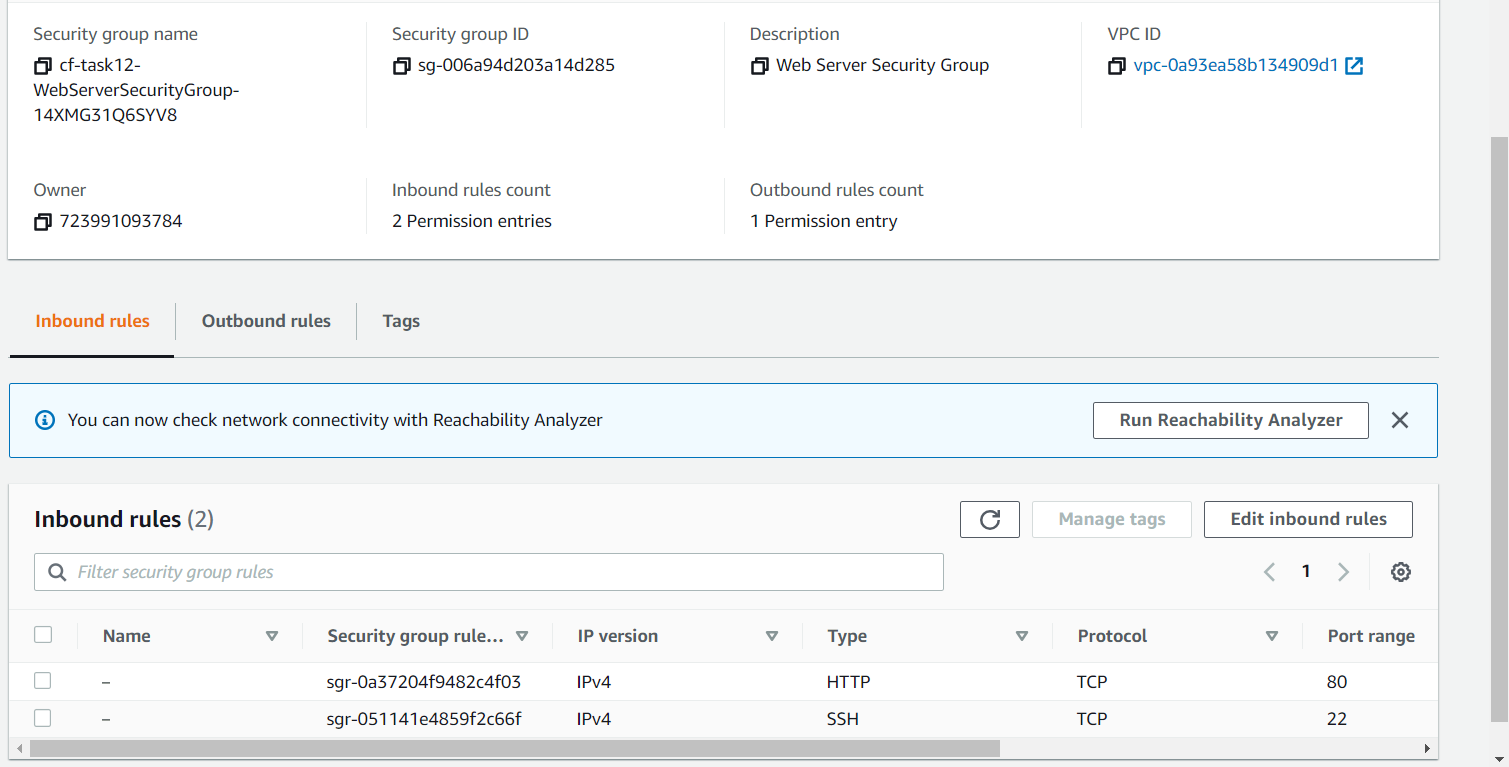 Security group name
Security group ID
Description
VPC ID
cf-task12-
WebServerSecurityGroup-
14XMG31Q6SYV8
sg-006a94d203a14d285
Web Server Security Group
vpc-0a93ea58b134909d1
Owner
Inbound rules count
Outbound rules count
723991093784
2 Permission entries
1 Permission entry
Inbound rules
Outbound rules
Tags
You can now check network connectivity with Reachability Analyzer
Run Reachability Analyzer
Inbound rules (2)
Manage tags
Edit inbound rules
Filter security group rules
1
Name
Security group rule...
IP version
Type
Protocol
Port range
– sgr-0a37204f9482c4f03 IPv4 HTTP TCP 80
– sgr-051141e4859f2c66f IPv4 SSH TCP 22